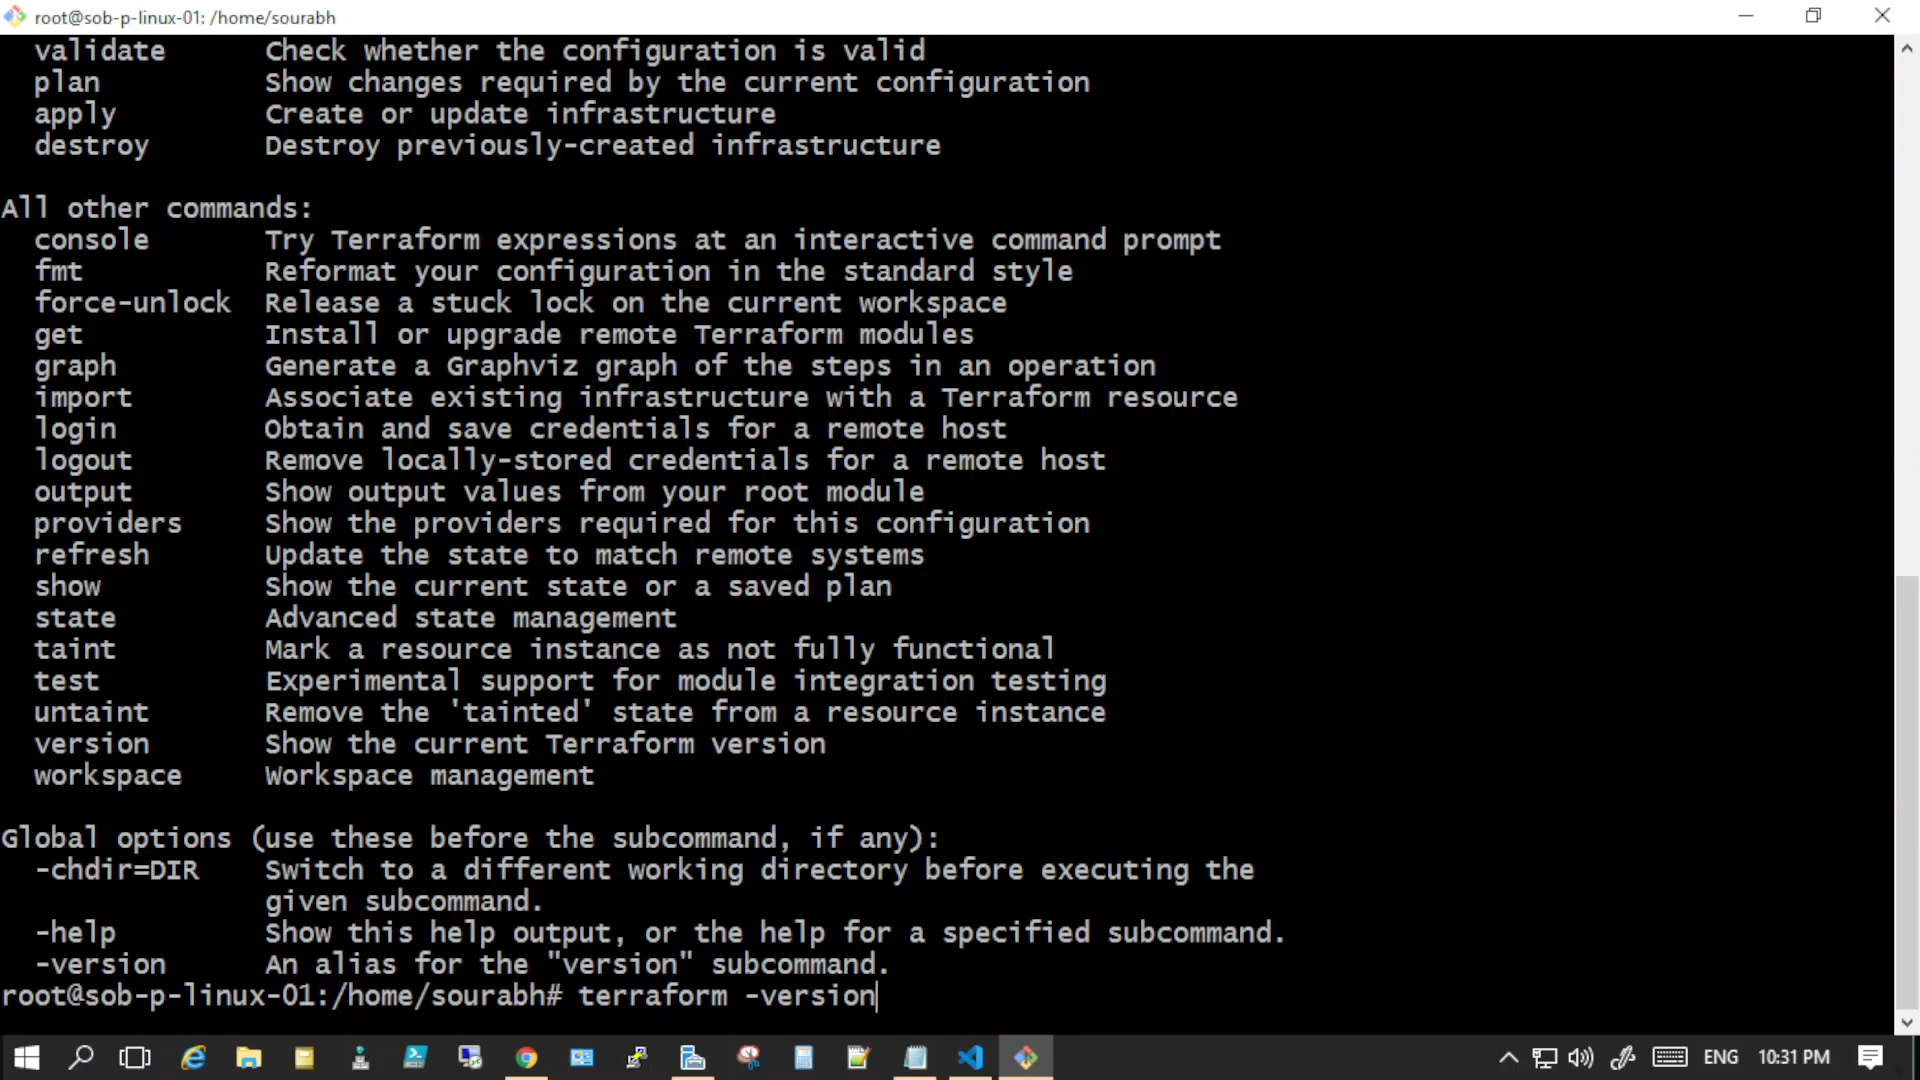 root@sob-p-linux-01: /home/sourabh
  validate      Check whether the configuration is valid
  plan          Show changes required by the current configuration
  apply         Create or update infrastructure
  destroy       Destroy previously-created infrastructure

All other commands:
  console       Try Terraform expressions at an interactive command prompt
  fmt           Reformat your configuration in the standard style
  force-unlock  Release a stuck lock on the current workspace
  get           Install or upgrade remote Terraform modules
  graph         Generate a Graphviz graph of the steps in an operation
  import        Associate existing infrastructure with a Terraform resource
  login         Obtain and save credentials for a remote host
  logout        Remove locally-stored credentials for a remote host
  output        Show output values from your root module
  providers     Show the providers required for this configuration
  refresh       Update the state to match remote systems
  show          Show the current state or a saved plan
  state         Advanced state management
  taint         Mark a resource instance as not fully functional
  test          Experimental support for module integration testing
  untaint       Remove the 'tainted' state from a resource instance
  version       Show the current Terraform version
  workspace     Workspace management

Global options (use these before the subcommand, if any):
  -chdir=DIR    Switch to a different working directory before executing the
                given subcommand.
  -help         Show this help output, or the help for a specified subcommand.
  -version      An alias for the "version" subcommand.
root@sob-p-linux-01:/home/sourabh# terraform -version
ENG 10:31 PM